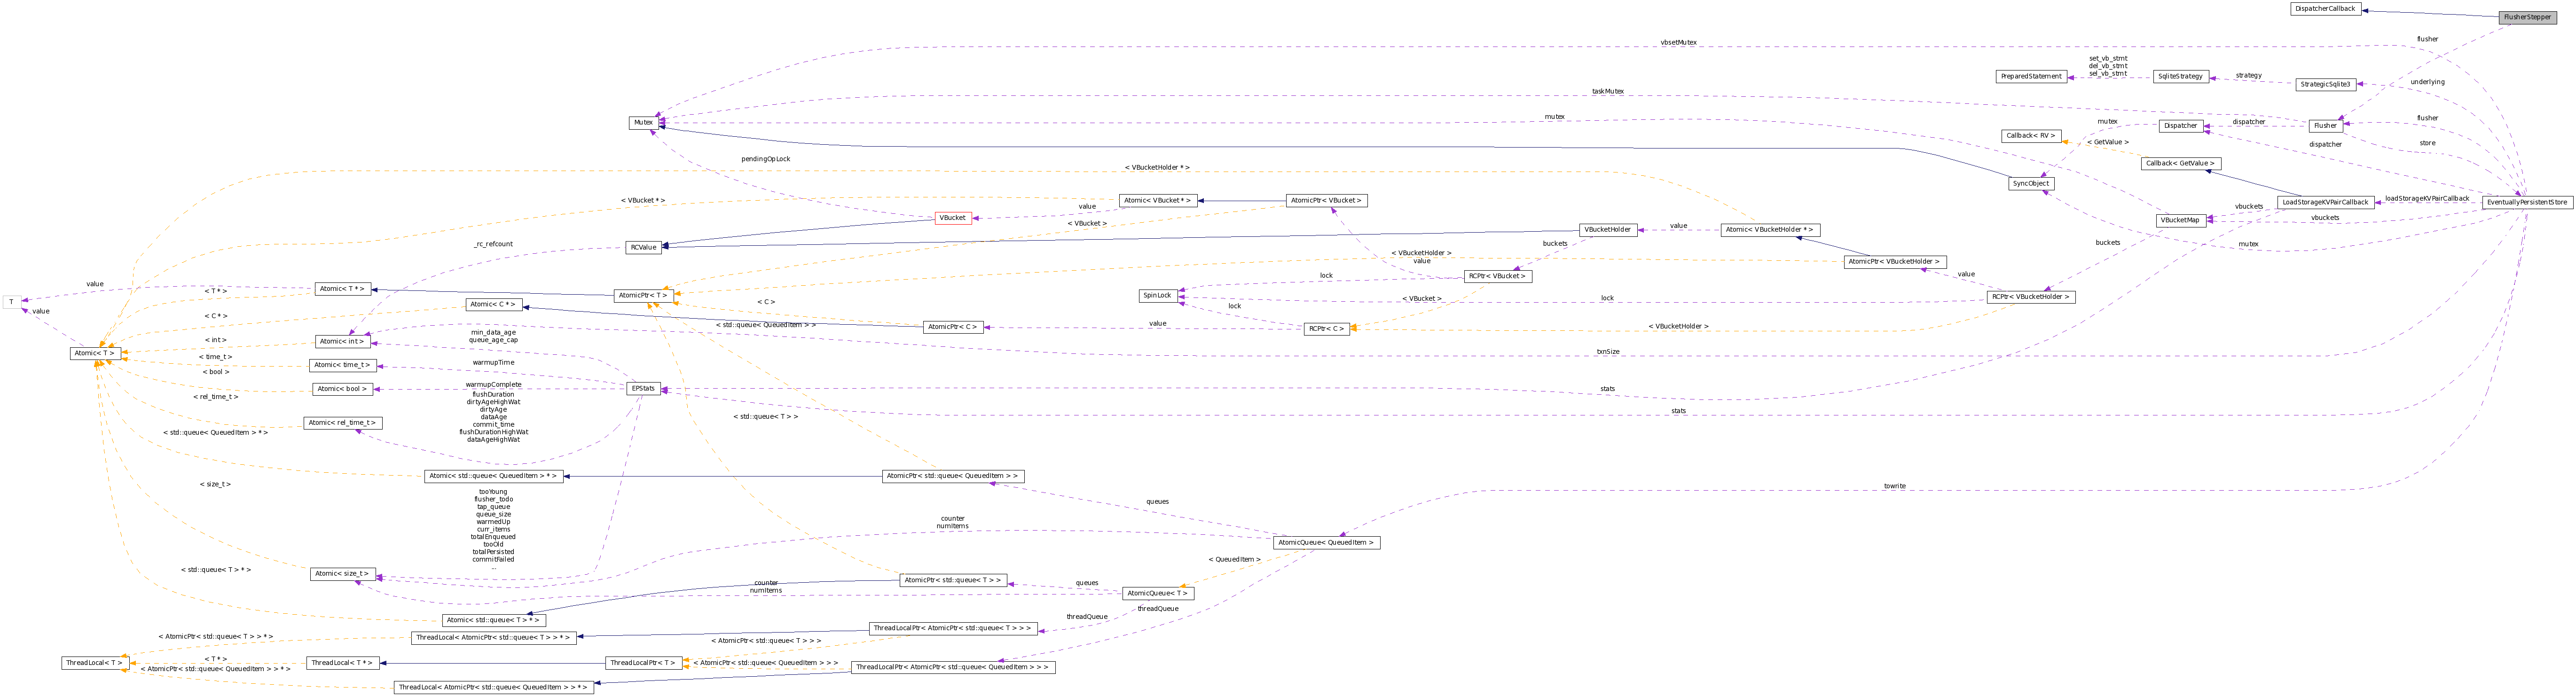 DispatcherCallback
FlusherStepper
vbsetMutex
flusher
set_vb_stmt
del_vb_stmt
sel_vb_stmt
PreparedStatement
SqliteStrategy
strategy
StrategicSqlite3
underlying
taskMutex
Mutex
mutex
Callback< RV >
mutex
Dispatcher
dispatcher
Flusher
flusher
< GetValue >
dispatcher
store
pendingOpLock
< VBucketHolder * >
Callback< GetValue >
SyncObject
< VBucket * >
Atomic< VBucket * >
AtomicPtr< VBucket >
value
VBucket
< VBucket >
LoadStorageKVPairCallback
loadStorageKVPairCallback
EventuallyPersistentStore
vbuckets
vbuckets
VBucketMap
VBucketHolder
value
Atomic< VBucketHolder * >
_rc_refcount
RCValue
buckets
buckets
mutex
< VBucketHolder >
value
AtomicPtr< VBucketHolder >
value
T
value
< T * >
Atomic< T * >
AtomicPtr< T >
lock
RCPtr< VBucket >
value
SpinLock
lock
RCPtr< VBucketHolder >
< C >
Atomic< C * >
< C * >
< VBucket >
lock
< std::queue< QueuedItem > >
AtomicPtr< C >
value
RCPtr< C >
< VBucketHolder >
min_data_age
queue_age_cap
< int >
Atomic< int >
txnSize
Atomic< T >
< time_t >
Atomic< time_t >
warmupTime
< bool >
Atomic< bool >
warmupComplete
EPStats
stats
flushDuration
dirtyAgeHighWat
dirtyAge
dataAge
commit_time
flushDurationHighWat
dataAgeHighWat
< rel_time_t >
Atomic< rel_time_t >
stats
< std::queue< T > >
< std::queue< QueuedItem > * >
Atomic< std::queue< QueuedItem > * >
AtomicPtr< std::queue< QueuedItem > >
< size_t >
tooYoung
flusher_todo
tap_queue
queue_size
warmedUp
curr_items
totalEnqueued
tooOld
totalPersisted
commitFailed
...
queues
towrite
counter
numItems
AtomicQueue< QueuedItem >
< QueuedItem >
< std::queue< T > * >
Atomic< size_t >
counter
numItems
AtomicPtr< std::queue< T > >
queues
AtomicQueue< T >
threadQueue
threadQueue
Atomic< std::queue< T > * >
< AtomicPtr< std::queue< T > > * >
ThreadLocal< AtomicPtr< std::queue< T > > * >
ThreadLocalPtr< AtomicPtr< std::queue< T > > >
< AtomicPtr< std::queue< T > > >
ThreadLocal< T >
< T * >
ThreadLocal< T * >
ThreadLocalPtr< T >
< AtomicPtr< std::queue< QueuedItem > > >
ThreadLocalPtr< AtomicPtr< std::queue< QueuedItem > > >
< AtomicPtr< std::queue< QueuedItem > > * >
ThreadLocal< AtomicPtr< std::queue< QueuedItem > > * >